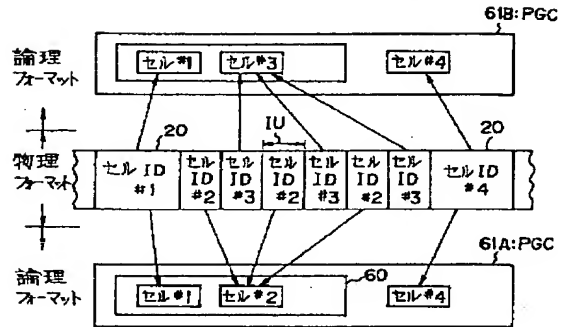 61B:PGC
論理
フォーマット
セル#1
セル#3
セル#4
20
IU
20
物理
フォーマット
セル ID
#1
セル
ID
#2
セル
ID
#3
セル
ID
#2
セル
ID
#3
セル
ID
#2
セル
ID
#3
セル ID
#4
61A:PGC
論理
フォーマット
60
セル#1
セル#2
セル#4